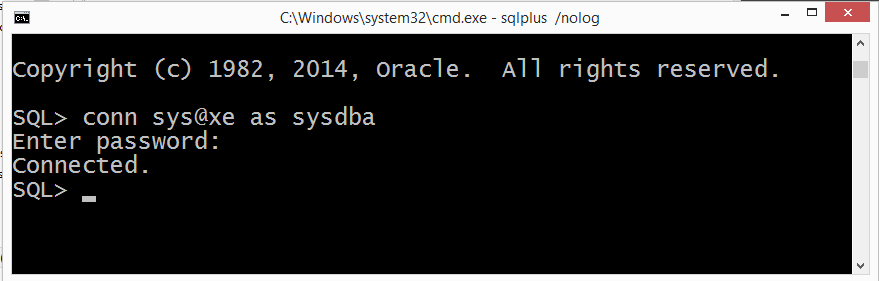 C:\Windows\system32\cmd.exe - sqlplus  /nolog
Copyright (c) 1982, 2014, Oracle.  All rights reserved.
SQL> conn sys@xe as sysdba
Enter password:
Connected.
SQL>